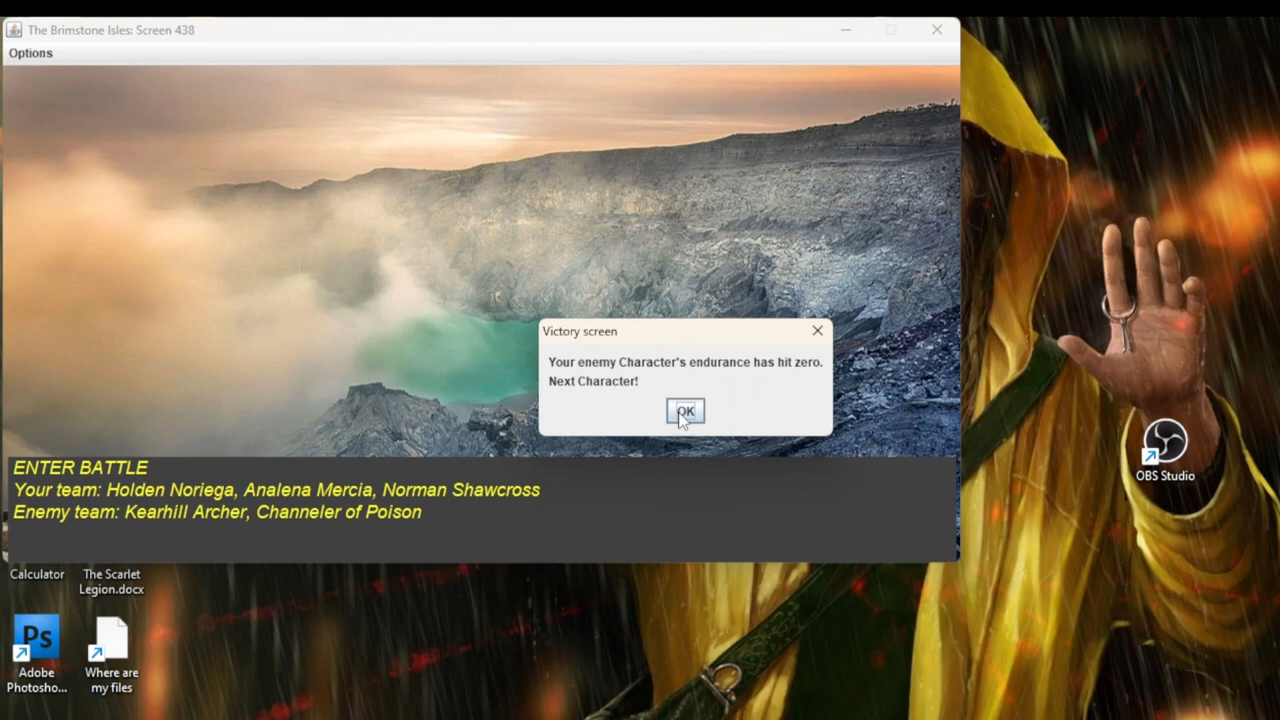 The Brimstone Isles: Screen 438
Options
Victory screen
Your enemy Character's endurance has hit zero.
Next Character!
OK
ENTER BATTLE
Your team: Holden Noriega, Analena Mercia, Norman Shawcross
Enemy team: Kearhill Archer, Channeler of Poison
OBS Studio
Calculator
The Scarlet
Legion.docx
Ps
Adobe
Photosho...
Where are
my files